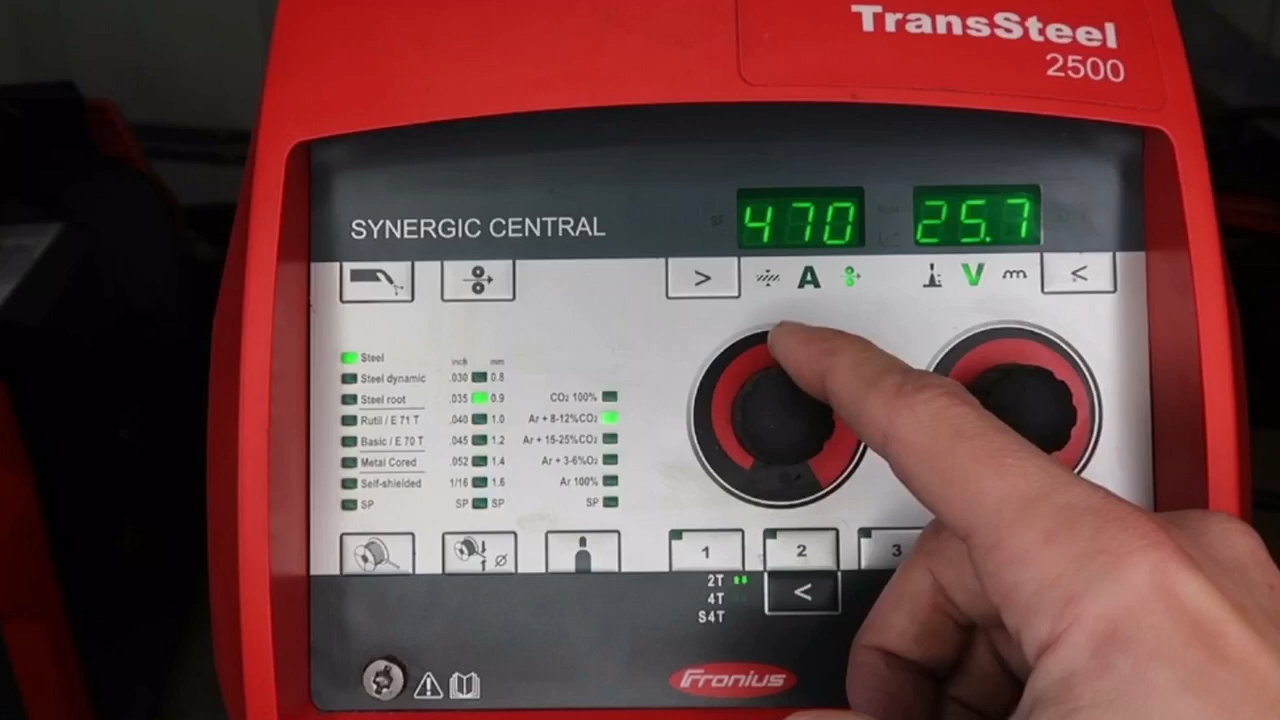 TransSteel
2500
470 25.7
SYNERGIC CENTRAL
> A V <
Steel
inch mm
Steel dynamic .030 0.8
Steel root .035 0.9 CO₂ 100%
Rutil / E 71 T .040 1.0 Ar + 8-12%CO₂
Basic / E 70 T .045 1.2 Ar + 15-25%CO₂
Metal Cored .052 1.4 Ar + 3-6%O₂
Self-shielded 1/16 1.6 Ar 100%
SP SP SP SP
1 2 3
2T
4T <
S4T
Fronius